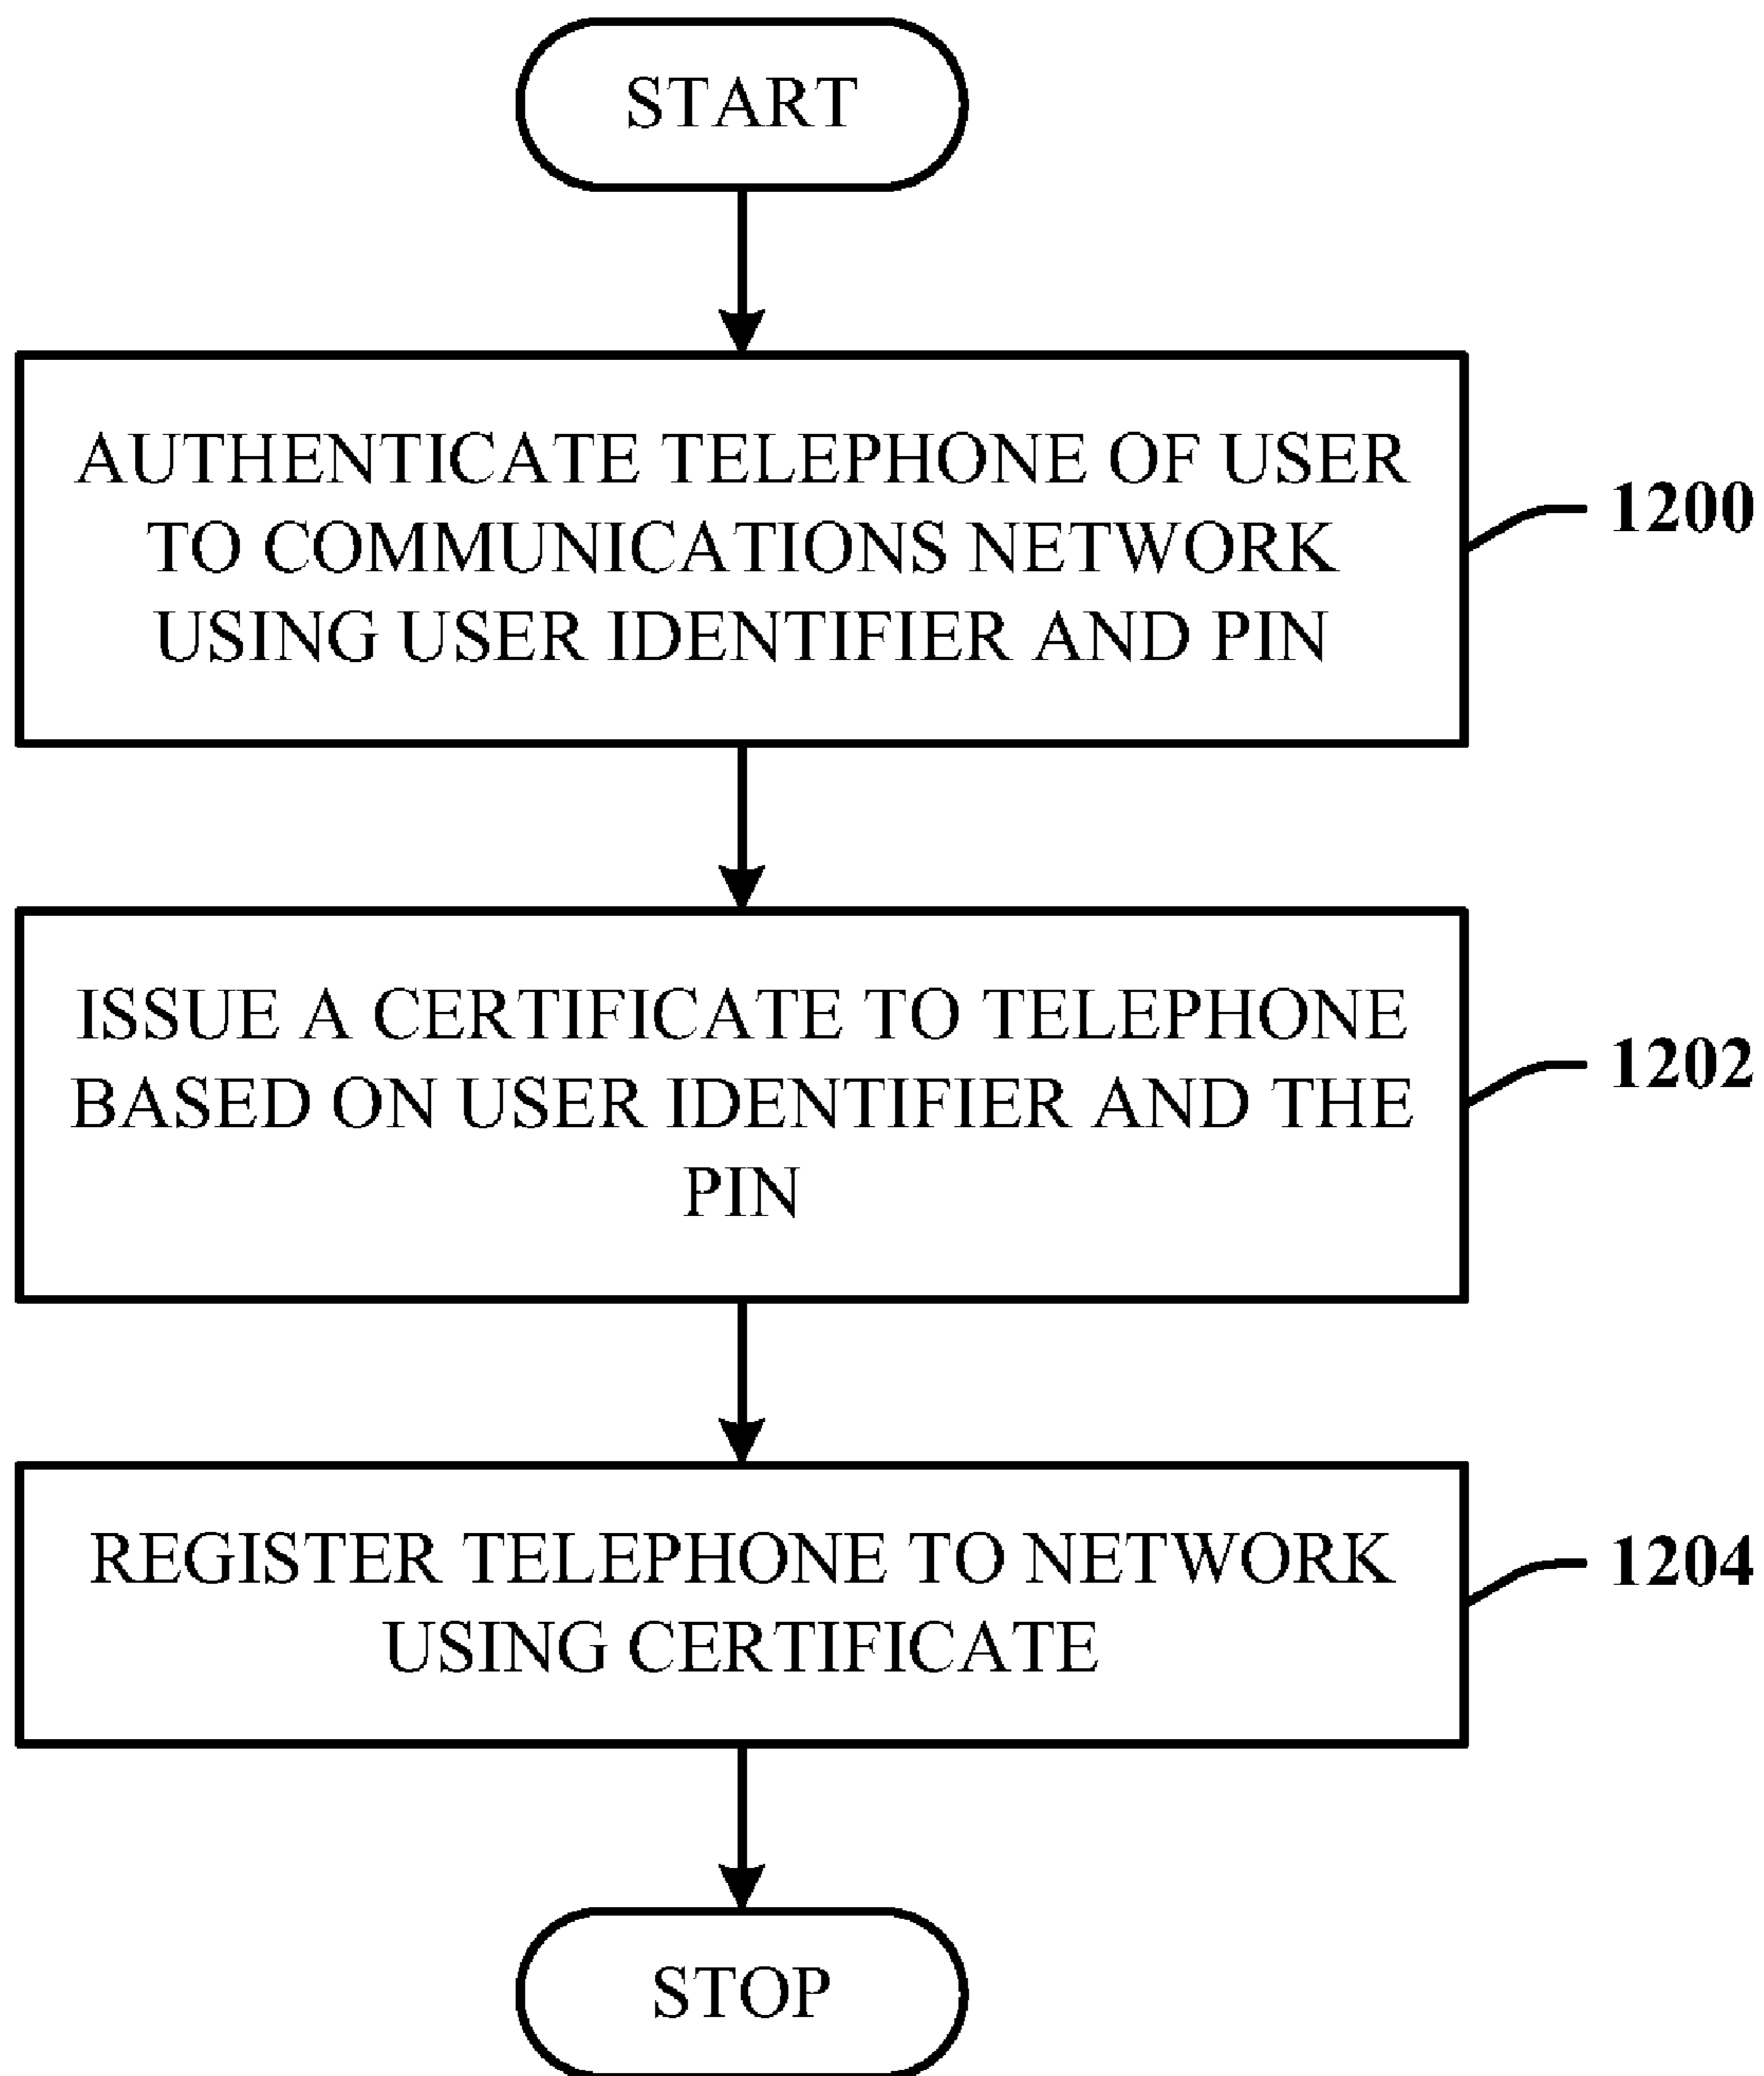 START
AUTHENTICATE TELEPHONE OF USER
TO COMMUNICATIONS NETWORK
USING USER IDENTIFIER AND PIN
1200
ISSUE A CERTIFICATE TO TELEPHONE
BASED ON USER IDENTIFIER AND THE
PIN
1202
REGISTER TELEPHONE TO NETWORK
USING CERTIFICATE
1204
STOP